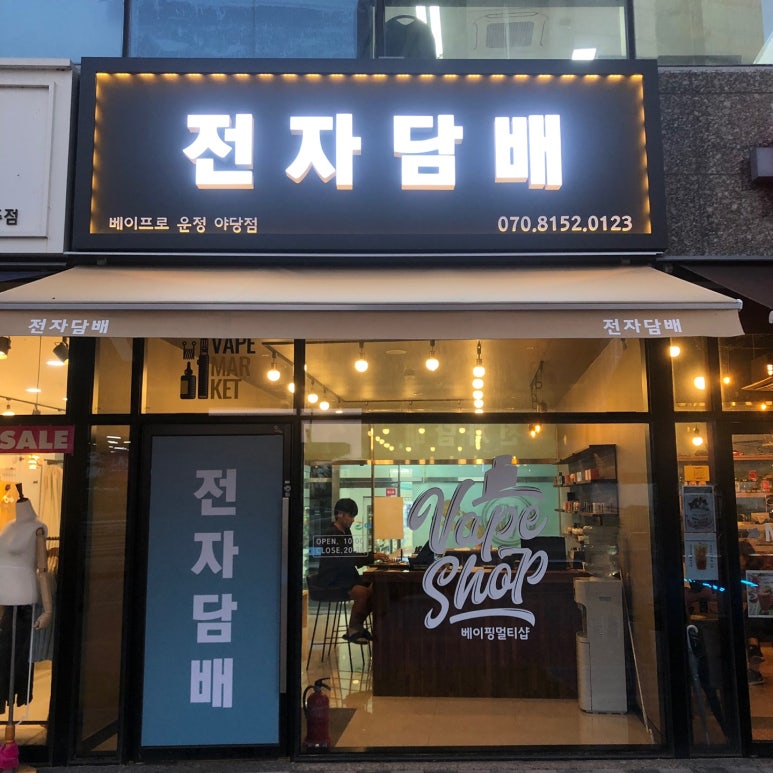 전자담배
베이프로 운정 야당점
070.8152.0123
전자담배
전자담배
VAPE
MAR
KET
SALE
전자담배
OPEN.
CLOSE.
Vape
Shop
베이핑멀티샵